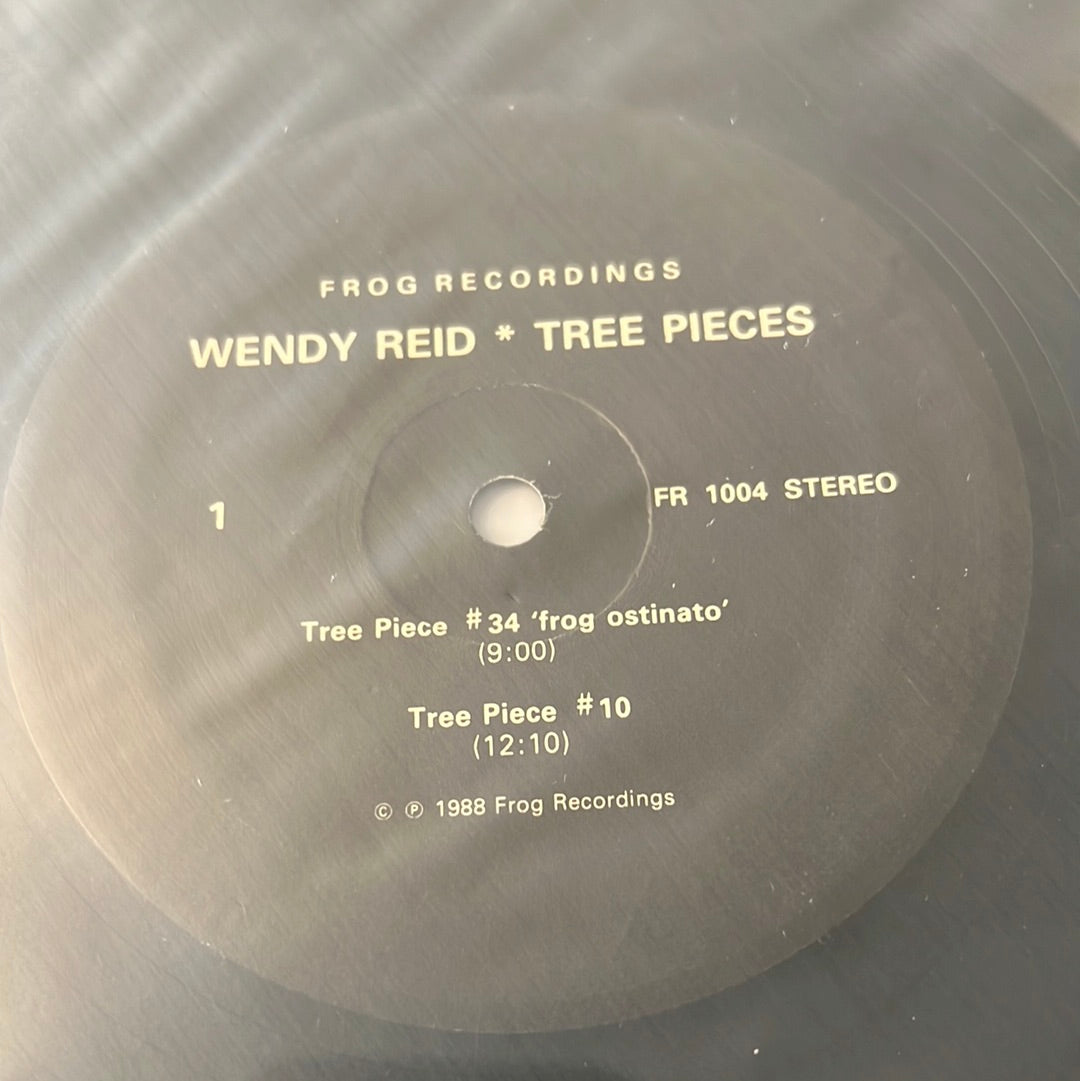 FROG RECORDINGS
WENDY REID * TREE PIECES
1
FR 1004 STEREO
Tree Piece #34 'frog ostinato'
(9:00)
Tree Piece #10
(12:10)
© ℗ 1988 Frog Recordings